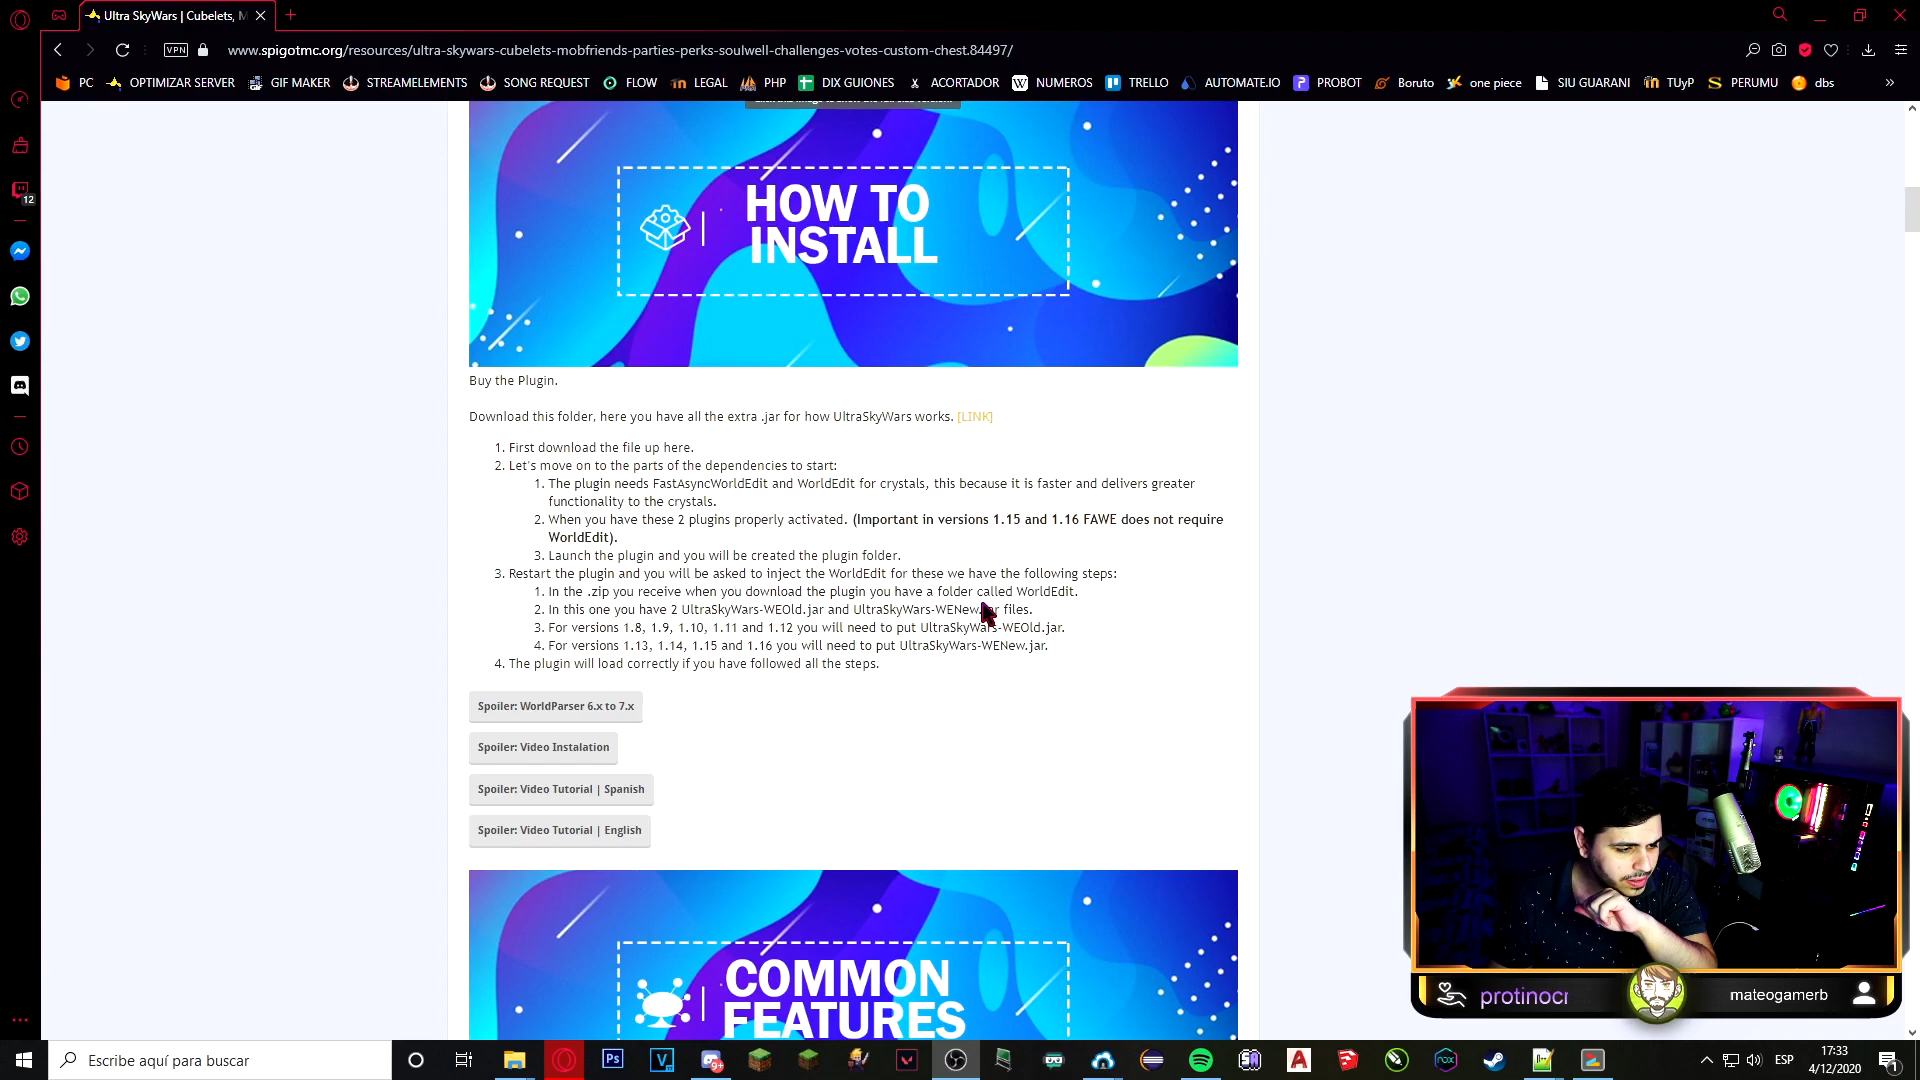 Ultra SkyWars | Cubelets, M
VPN
www.spigotmc.org/resources/ultra-skywars-cubelets-mobfriends-parties-perks-soulwell-challenges-votes-custom-chest.84497/
PC
OPTIMIZAR SERVER
GIF MAKER
STREAMELEMENTS
SONG REQUEST
FLOW
LEGAL
PHP
DIX GUIONES
ACORTADOR
NUMEROS
TRELLO
AUTOMATE.IO
PROBOT
Boruto
one piece
SIU GUARANI
TUyP
PERUMU
dbs
12
HOW TO
INSTALL
Buy the Plugin.
Download this folder, here you have all the extra .jar for how UltraSkyWars works. [LINK]
1. First download the file up here.
2. Let's move on to the parts of the dependencies to start:
1. The plugin needs FastAsyncWorldEdit and WorldEdit for crystals, this because it is faster and delivers greater
functionality to the crystals.
2. When you have these 2 plugins properly activated. (Important in versions 1.15 and 1.16 FAWE does not require
WorldEdit).
3. Launch the plugin and you will be created the plugin folder.
3. Restart the plugin and you will be asked to inject the WorldEdit for these we have the following steps:
1. In the .zip you receive when you download the plugin you have a folder called WorldEdit.
2. In this one you have 2 UltraSkyWars-WEOld.jar and UltraSkyWars-WENew.jar files.
3. For versions 1.8, 1.9, 1.10, 1.11 and 1.12 you will need to put UltraSkyWars-WEOld.jar.
4. For versions 1.13, 1.14, 1.15 and 1.16 you will need to put UltraSkyWars-WENew.jar.
4. The plugin will load correctly if you have followed all the steps.
Spoiler: WorldParser 6.x to 7.x
Spoiler: Video Instalation
Spoiler: Video Tutorial | Spanish
Spoiler: Video Tutorial | English
COMMON
FEATURES
protinocr
mateogamerb
Escribe aquí para buscar
Ps
9+
ESP
17:33
4/12/2020
1